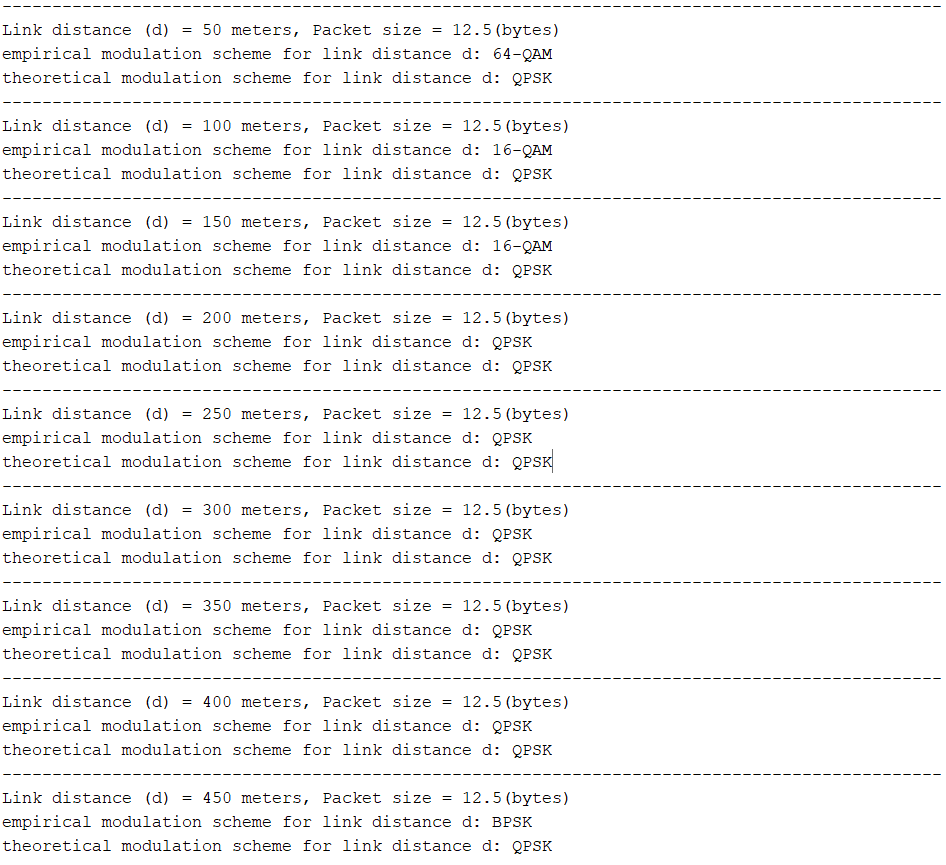 --------------------------------------------------------------------------------------------------
Link distance (d) = 50 meters, Packet size = 12.5(bytes)
empirical modulation scheme for link distance d: 64-QAM
theoretical modulation scheme for link distance d: QPSK
--------------------------------------------------------------------------------------------------
Link distance (d) = 100 meters, Packet size = 12.5(bytes)
empirical modulation scheme for link distance d: 16-QAM
theoretical modulation scheme for link distance d: QPSK
--------------------------------------------------------------------------------------------------
Link distance (d) = 150 meters, Packet size = 12.5(bytes)
empirical modulation scheme for link distance d: 16-QAM
theoretical modulation scheme for link distance d: QPSK
--------------------------------------------------------------------------------------------------
Link distance (d) = 200 meters, Packet size = 12.5(bytes)
empirical modulation scheme for link distance d: QPSK
theoretical modulation scheme for link distance d: QPSK
--------------------------------------------------------------------------------------------------
Link distance (d) = 250 meters, Packet size = 12.5(bytes)
empirical modulation scheme for link distance d: QPSK
theoretical modulation scheme for link distance d: QPSK
--------------------------------------------------------------------------------------------------
Link distance (d) = 300 meters, Packet size = 12.5(bytes)
empirical modulation scheme for link distance d: QPSK
theoretical modulation scheme for link distance d: QPSK
--------------------------------------------------------------------------------------------------
Link distance (d) = 350 meters, Packet size = 12.5(bytes)
empirical modulation scheme for link distance d: QPSK
theoretical modulation scheme for link distance d: QPSK
--------------------------------------------------------------------------------------------------
Link distance (d) = 400 meters, Packet size = 12.5(bytes)
empirical modulation scheme for link distance d: QPSK
theoretical modulation scheme for link distance d: QPSK
--------------------------------------------------------------------------------------------------
Link distance (d) = 450 meters, Packet size = 12.5(bytes)
empirical modulation scheme for link distance d: BPSK
theoretical modulation scheme for link distance d: QPSK